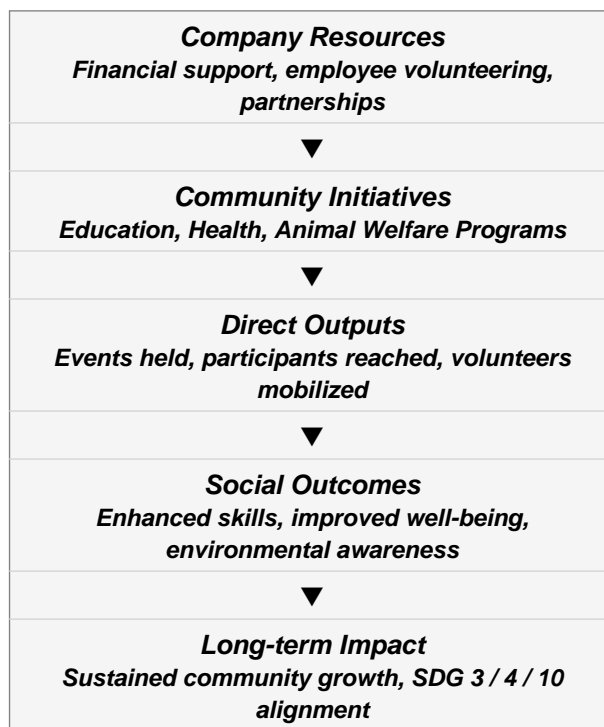 Company Resources
Financial support, employee volunteering,
partnerships
▼
Community Initiatives
Education, Health, Animal Welfare Programs
▼
Direct Outputs
Events held, participants reached, volunteers
mobilized
▼
Social Outcomes
Enhanced skills, improved well-being,
environmental awareness
▼
Long-term Impact
Sustained community growth, SDG 3 / 4 / 10
alignment